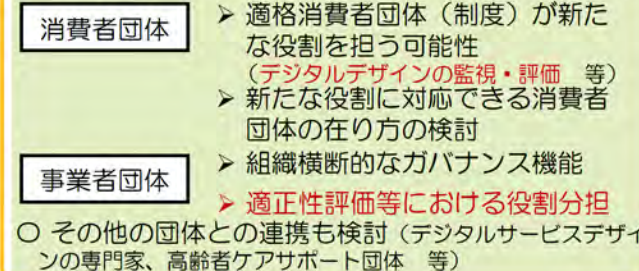 消費者団体
➢ 適格消費者団体（制度）が新た
な役割を担う可能性
（デジタルデザインの監視・評価　等）
➢ 新たな役割に対応できる消費者
団体の在り方の検討
事業者団体
➢ 組織横断的なガバナンス機能
➢ 適正性評価等における役割分担
〇 その他の団体との連携も検討（デジタルサービスデザイ
ンの専門家、高齢者ケアサポート団体　等）